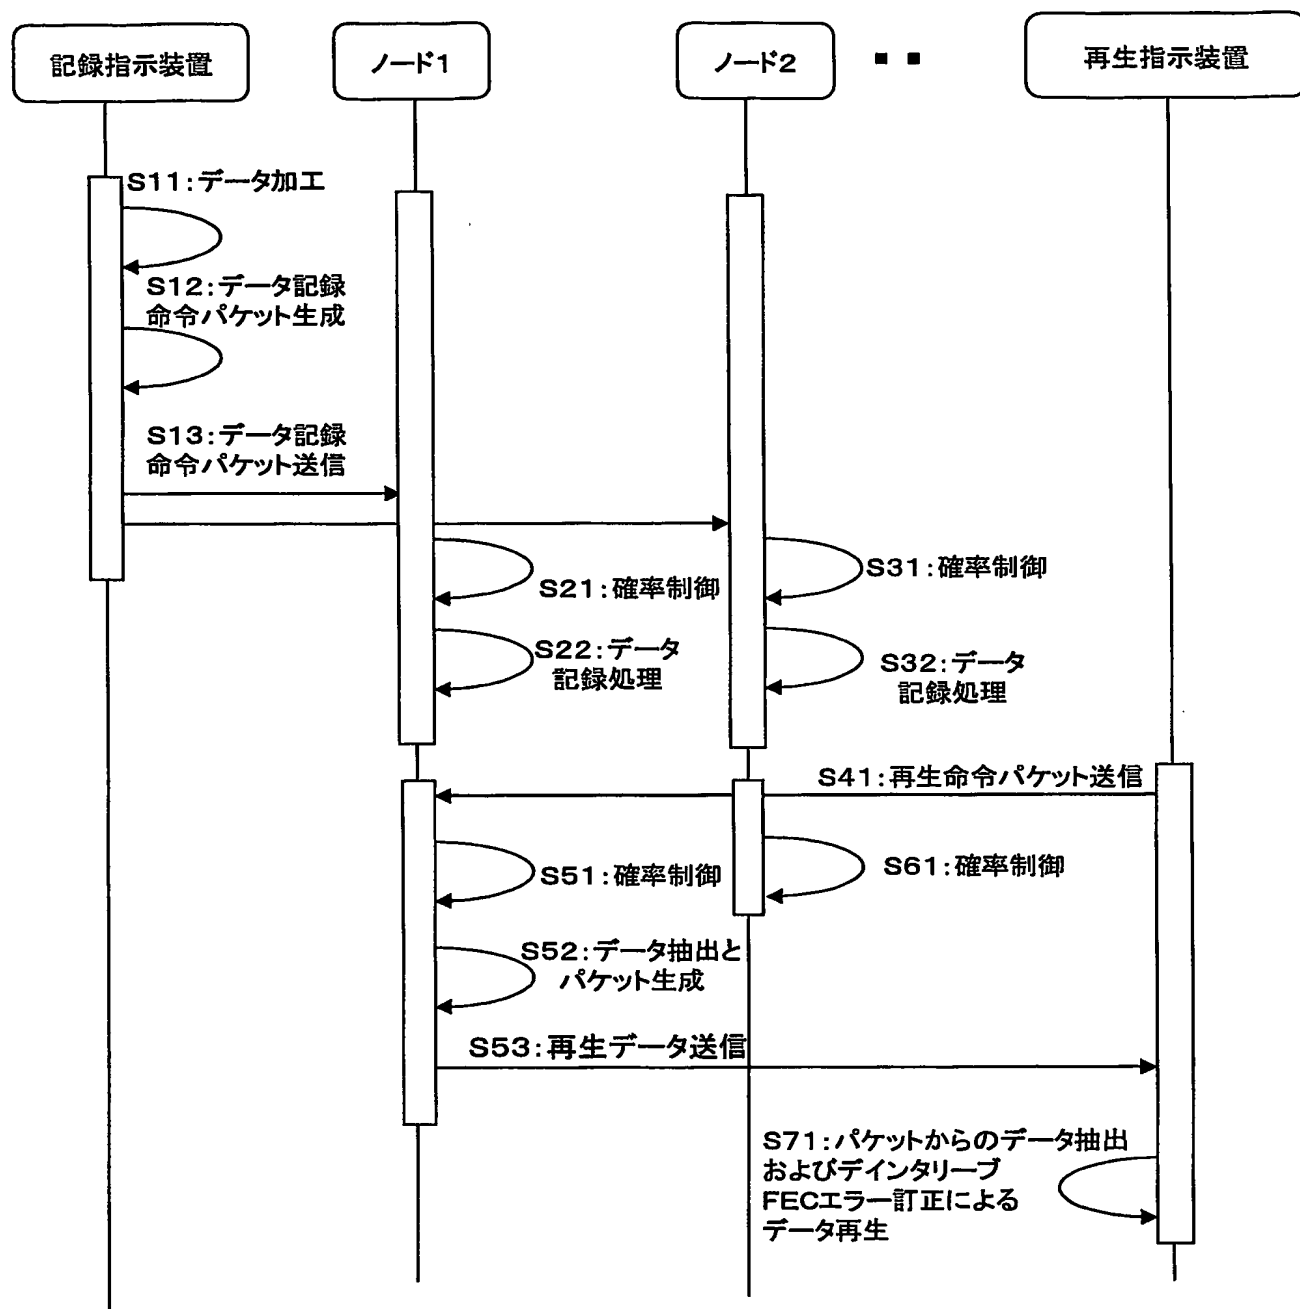 記録指示装置
ノード1
ノード2
■ ■
再生指示装置
S11:データ加工
S12:データ記録
命令パケット生成
S13:データ記録
命令パケット送信
S21:確率制御
S31:確率制御
S22:データ
記録処理
S32:データ
記録処理
S41:再生命令パケット送信
S51:確率制御
S61:確率制御
S52:データ抽出と
パケット生成
S53:再生データ送信
S71:パケットからのデータ抽出
およびデインタリーブ
FECエラー訂正による
データ再生